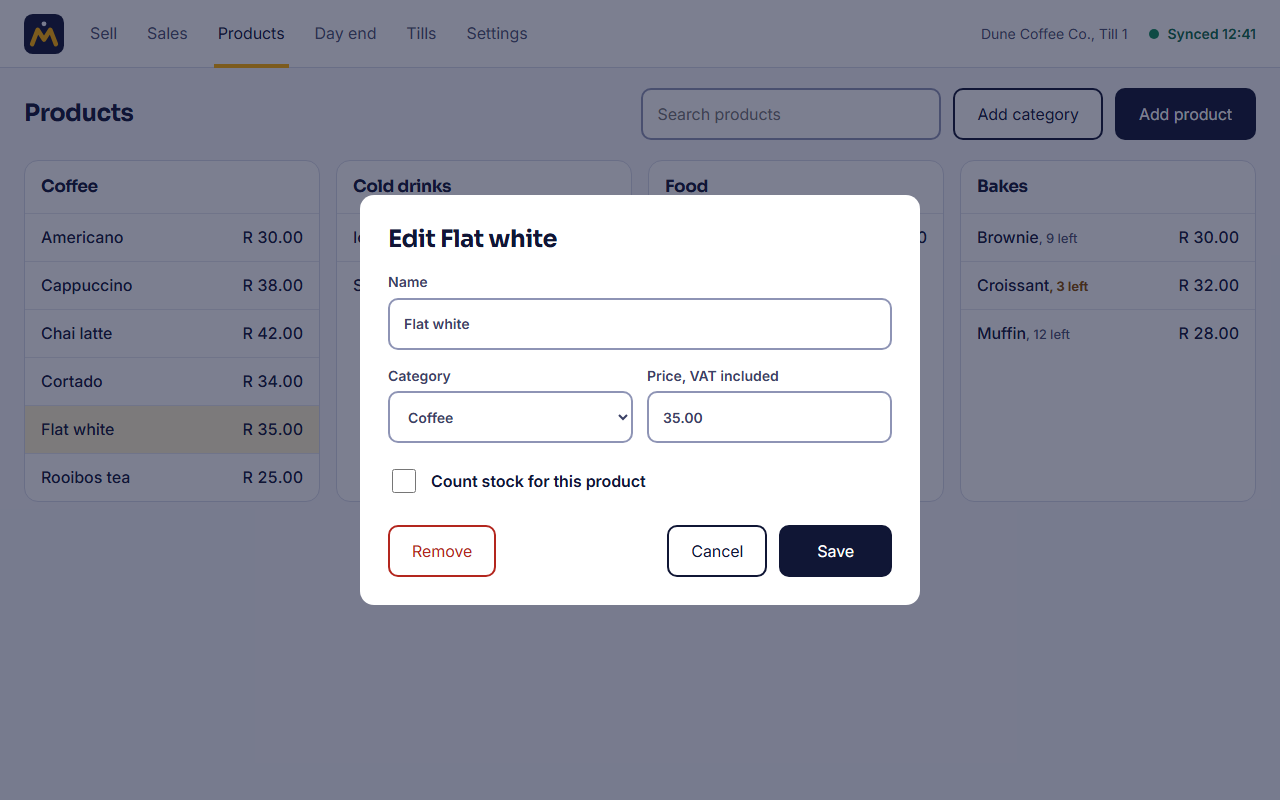 Sell Sales Products Day end Tills Settings Dune Coffee Co., Till 1 Synced 12:41
Products Search products Add category Add product
Coffee Cold drinks Food Bakes
Americano R 30.00
Cappuccino R 38.00
Chai latte R 42.00
Cortado R 34.00
Flat white R 35.00
Rooibos tea R 25.00
Brownie, 9 left R 30.00
Croissant, 3 left R 32.00
Muffin, 12 left R 28.00
Edit Flat white
Name
Flat white
Category Price, VAT included
Coffee 35.00
Count stock for this product
Remove Cancel Save